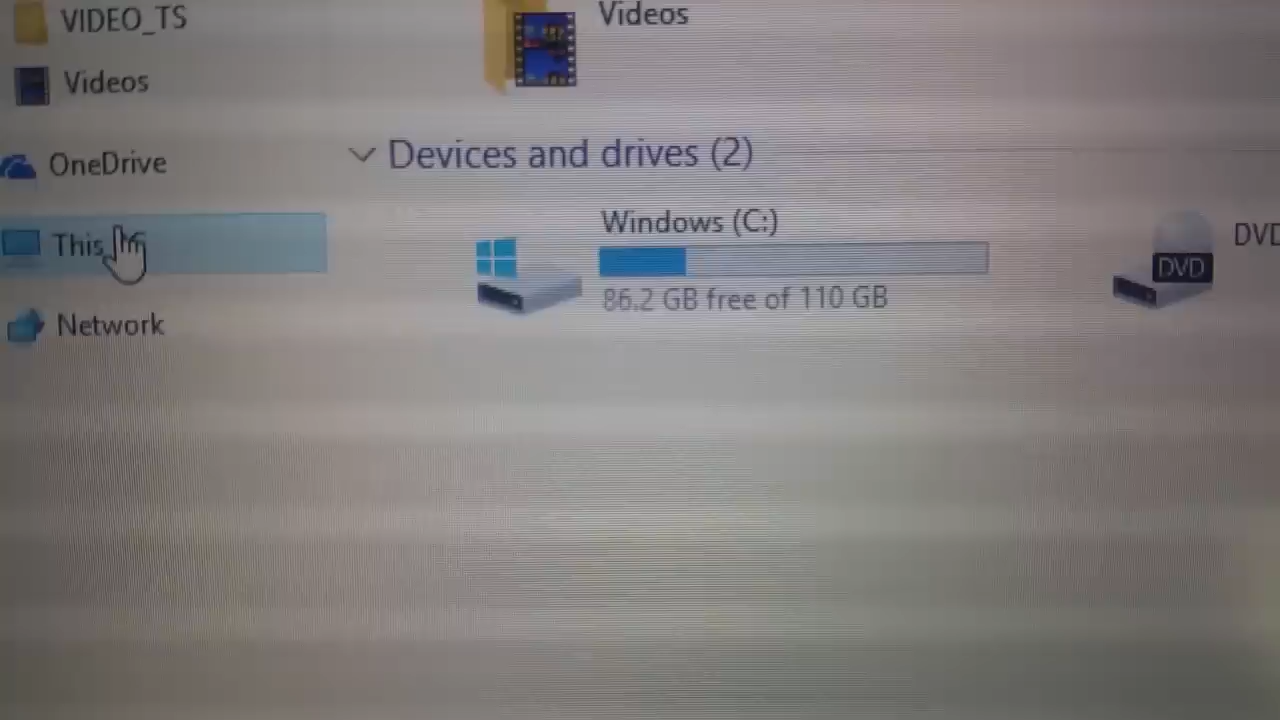 VIDEO_TS
Videos
OneDrive
This
Network
Videos
Devices and drives (2)
Windows (C:)
86.2 GB free of 110 GB
DVD
DVD